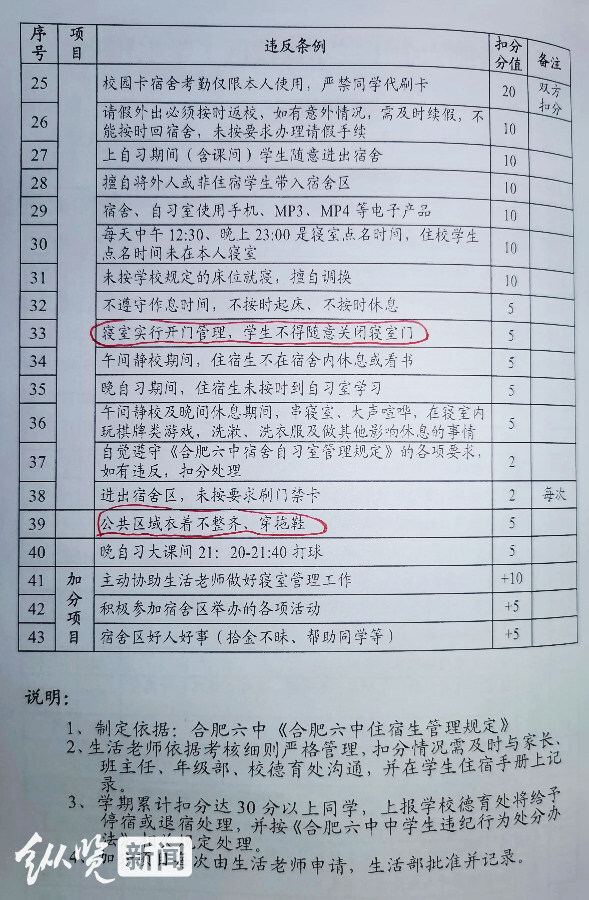 序号 项目 违反条例 扣分分值 备注
25 校园卡宿舍考勤仅限本人使用，严禁同学代刷卡 20 双方扣分
26 请假外出必须按时返校，如有意外情况，需及时续假，不
能按时回宿舍，未按要求办理请假手续 10
27 上自习期间（含课间）学生随意进出宿舍 10
28 擅自将外人或非住宿学生带入宿舍区 10
29 宿舍、自习室使用手机、MP3、MP4等电子产品 10
30 每天中午12:30、晚上23:00是寝室点名时间，住校学生
点名时间未在本人寝室 10
31 未按学校规定的床位就寝，擅自调换 10
32 不遵守作息时间，不按时起床、不按时休息 5
33 寝室实行开门管理，学生不得随意关闭寝室门 5
34 午间静校期间，住宿生不在宿舍内休息或看书 5
35 晚自习期间，住宿生未按时到自习室学习 5
36 午间静校及晚间休息期间，串寝室、大声喧哗，在寝室内
玩棋牌类游戏，洗漱、洗衣服及做其他影响休息的事情 5
37 自觉遵守《合肥六中宿舍自习室管理规定》的各项要求，
如有违反，扣分处理 2
38 进出宿舍区，未按要求刷门禁卡 2 每次
39 公共区域衣着不整齐、穿拖鞋 5
40 晚自习大课间21：20-21:40打球 5
41 加分项目 主动协助生活老师做好寝室管理工作 +10
42 积极参加宿舍区举办的各项活动 +5
43 宿舍区好人好事（拾金不昧、帮助同学等） +5
说明：
1、制定依据：合肥六中《合肥六中住宿生管理规定》
2、生活老师依据考核细则严格管理，扣分情况需及时与家长、
班主任、年级部、校德育处沟通，并在学生住宿手册上记
录。
3、学期累计扣分达30分以上同学，上报学校德育处将给予
停宿或退宿处理，并按《合肥六中中学生违纪行为处分办
法》定处理。
4、加次由生活老师申请，生活部批准并记录。
纵览新闻